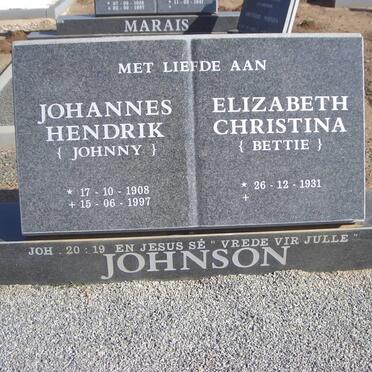 MARAIS
MET LIEFDE AAN
JOHANNES
HENDRIK
{ JOHNNY }
* 17 - 10 - 1908
+ 15 - 06 - 1997
ELIZABETH
CHRISTINA
{ BETTIE }
* 26 - 12 - 1931
+
JOH . 20 : 19 EN JESUS SÊ " VREDE VIR JULLE "
JOHNSON